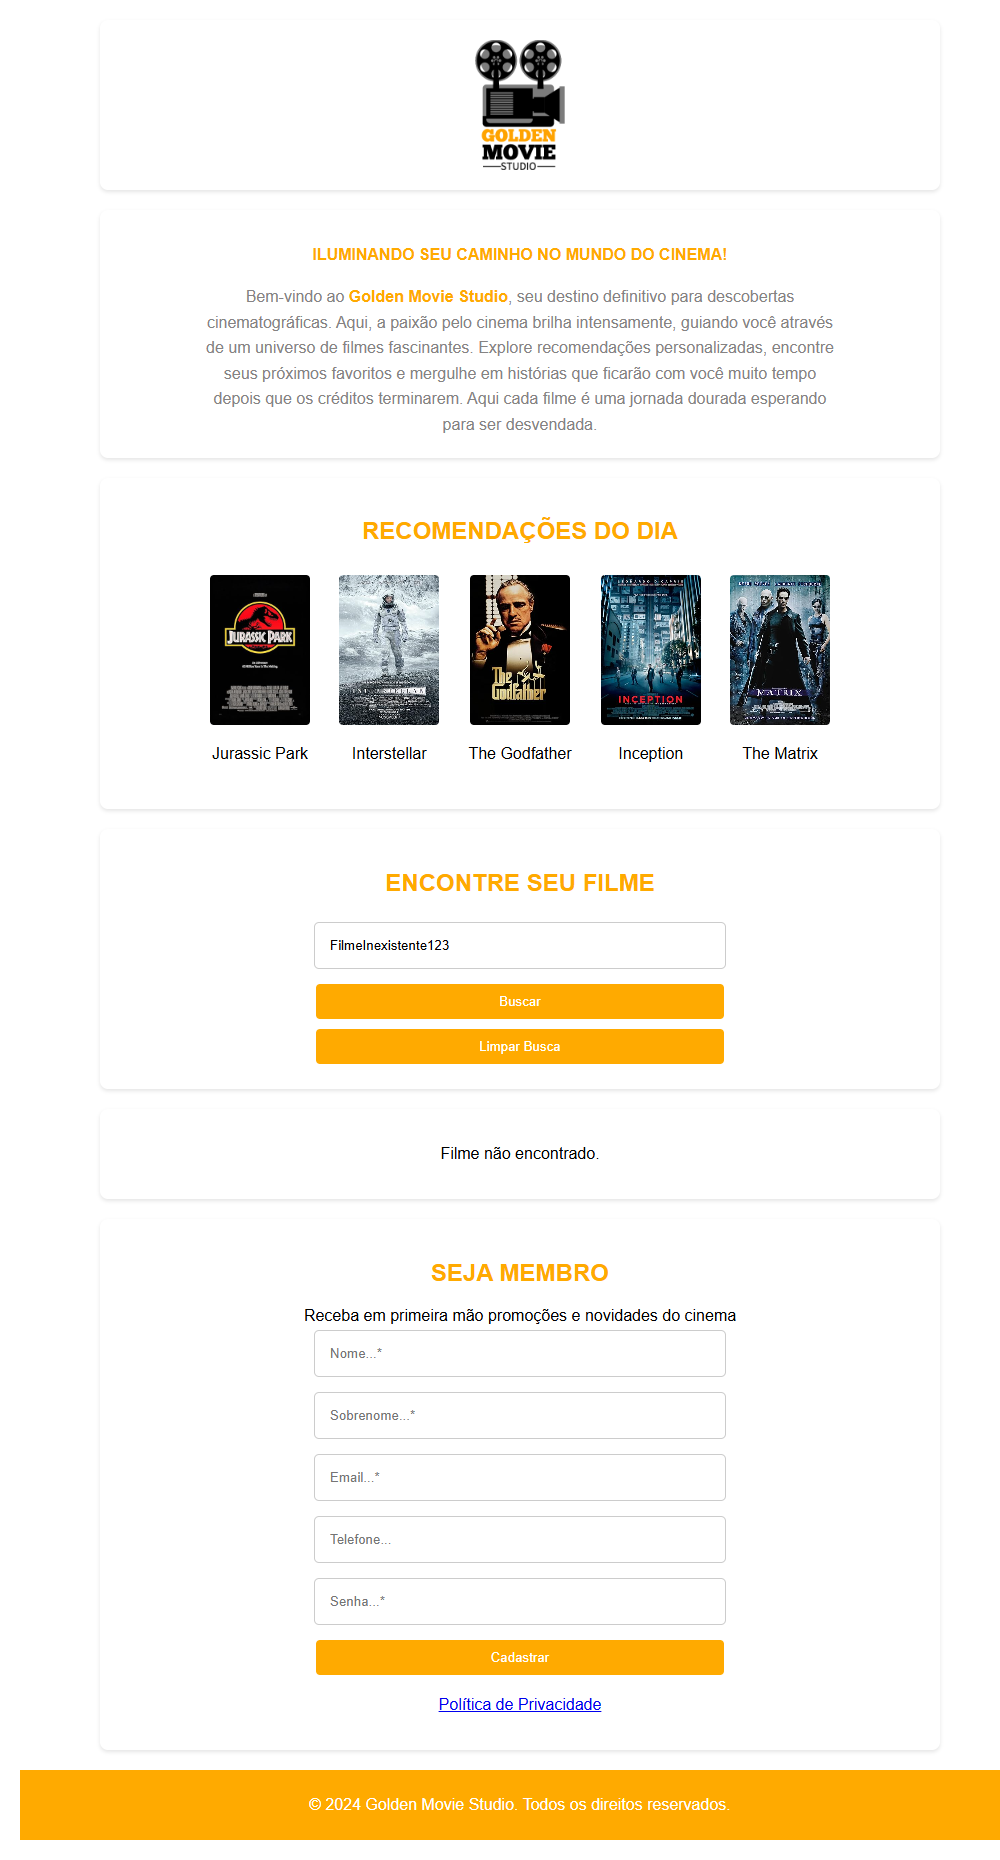 GOLDEN
MOVIE
STUDIO
ILUMINANDO SEU CAMINHO NO MUNDO DO CINEMA!
Bem-vindo ao Golden Movie Studio, seu destino definitivo para descobertas
cinematográficas. Aqui, a paixão pelo cinema brilha intensamente, guiando você através
de um universo de filmes fascinantes. Explore recomendações personalizadas, encontre
seus próximos favoritos e mergulhe em histórias que ficarão com você muito tempo
depois que os créditos terminarem. Aqui cada filme é uma jornada dourada esperando
para ser desvendada.
RECOMENDAÇÕES DO DIA
JURASSIC PARK
INTERSTELLAR
The Godfather
LEONARDO DICAPRIO
INCEPTION
MATRIX
Jurassic Park
Interstellar
The Godfather
Inception
The Matrix
ENCONTRE SEU FILME
FilmeInexistente123
Buscar
Limpar Busca
Filme não encontrado.
SEJA MEMBRO
Receba em primeira mão promoções e novidades do cinema
Nome...*
Sobrenome...*
Email...*
Telefone...
Senha...*
Cadastrar
Política de Privacidade
© 2024 Golden Movie Studio. Todos os direitos reservados.